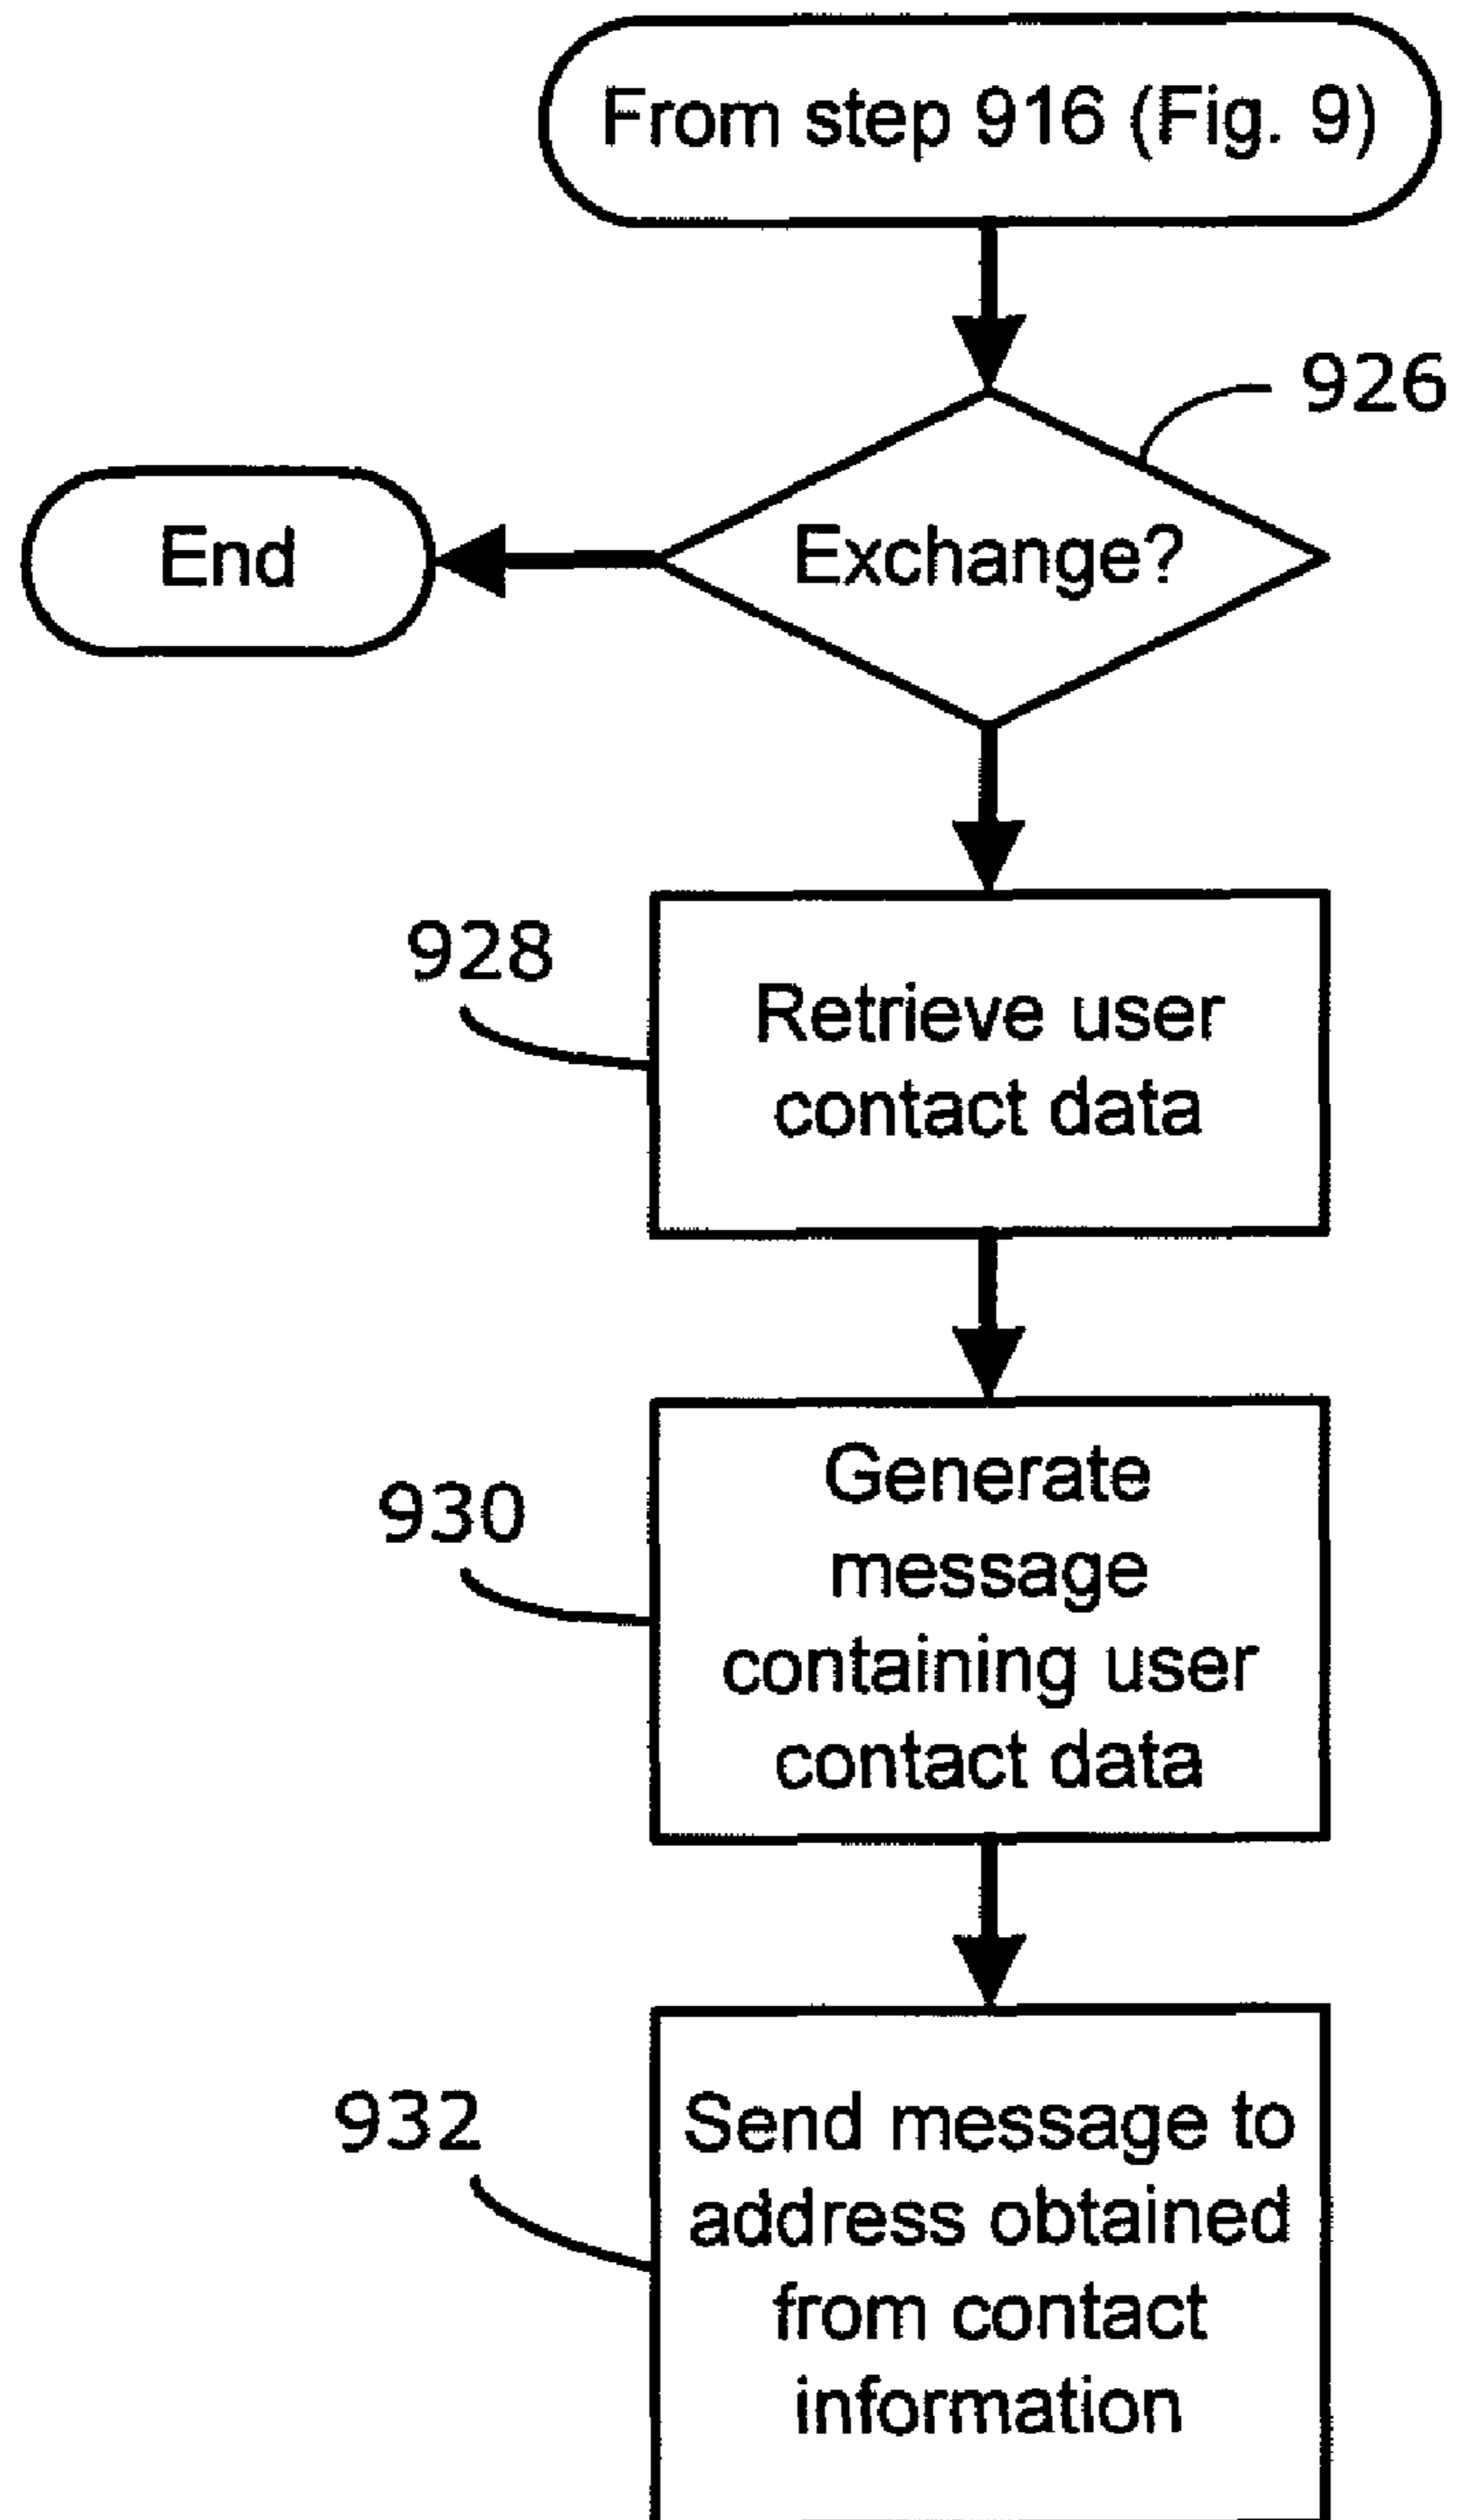 From step 916 (Fig. 9)
926
Exchange?
End
928
Retrieve user
contact data
930
Generate
message
containing user
contact data
932
Send message to
address obtained
from contact
information